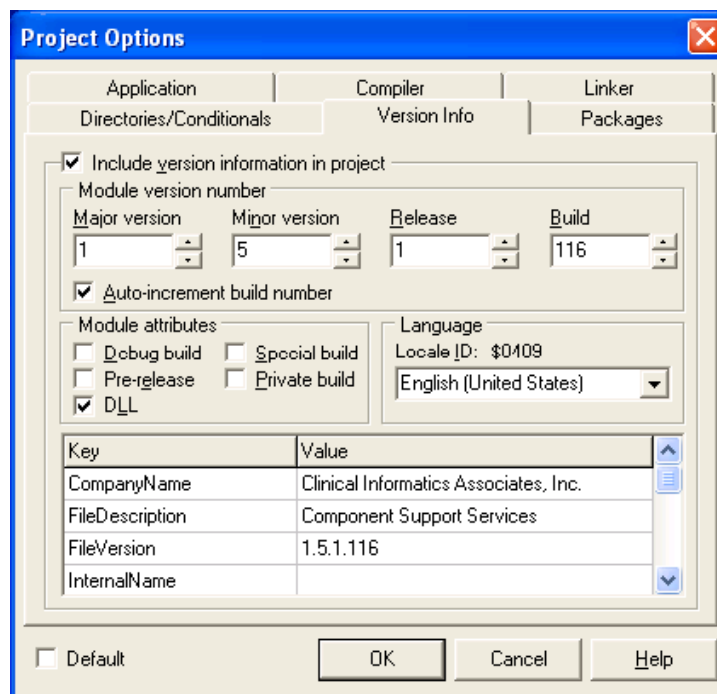 Project Options
Application Compiler Linker
Directories/Conditionals Version Info Packages
Include version information in project
Module version number
Major version Minor version Release Build
1 5 1 116
Auto-increment build number
Module attributes Language
Debug build Special build Locale ID: $0409
Pre-release Private build English (United States)
DLL
Key Value
CompanyName Clinical Informatics Associates, Inc.
FileDescription Component Support Services
FileVersion 1.5.1.116
InternalName
Default OK Cancel Help